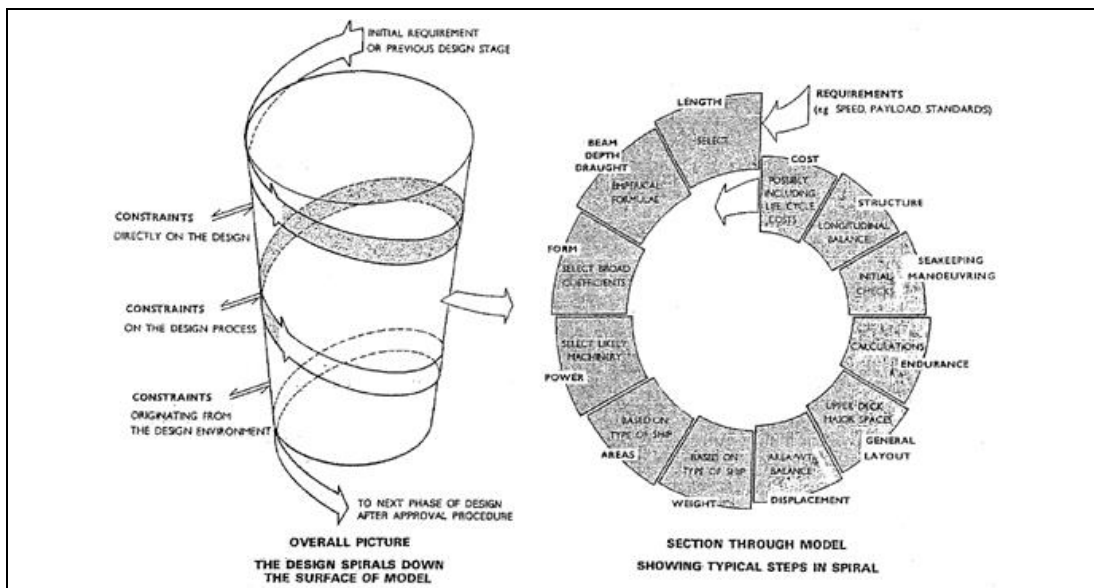 INITIAL REQUIREMENT
OR PREVIOUS DESIGN STAGE
CONSTRAINTS
DIRECTLY ON THE DESIGN
CONSTRAINTS
ON THE DESIGN PROCESS
CONSTRAINTS
ORIGINATING FROM
THE DESIGN ENVIRONMENT
TO NEXT PHASE OF DESIGN
AFTER APPROVAL PROCEDURE
OVERALL PICTURE
THE DESIGN SPIRALS DOWN
THE SURFACE OF MODEL
REQUIREMENTS
(eg SPEED, PAYLOAD, STANDARDS)
LENGTH
SELECT
BEAM
DEPTH
DRAUGHT
EMPIRICAL
FORMULAE
FORM
SELECT BROAD
COEFFICIENTS
POWER
SELECT LIKELY
MACHINERY
AREAS
BASED ON
TYPE OF SHIP
WEIGHT
BASED ON
TYPE OF SHIP
DISPLACEMENT
AREA/WT
BALANCE
GENERAL
LAYOUT
UPPER DECK
MAJOR SPACES
ENDURANCE
CALCULATIONS
SEAKEEPING
MANOEUVRING
INITIAL
CHECKS
STRUCTURE
LONGITUDINAL
BALANCE
COST
POSSIBLY
INCLUDING
LIFE CYCLE
COSTS
SECTION THROUGH MODEL
SHOWING TYPICAL STEPS IN SPIRAL